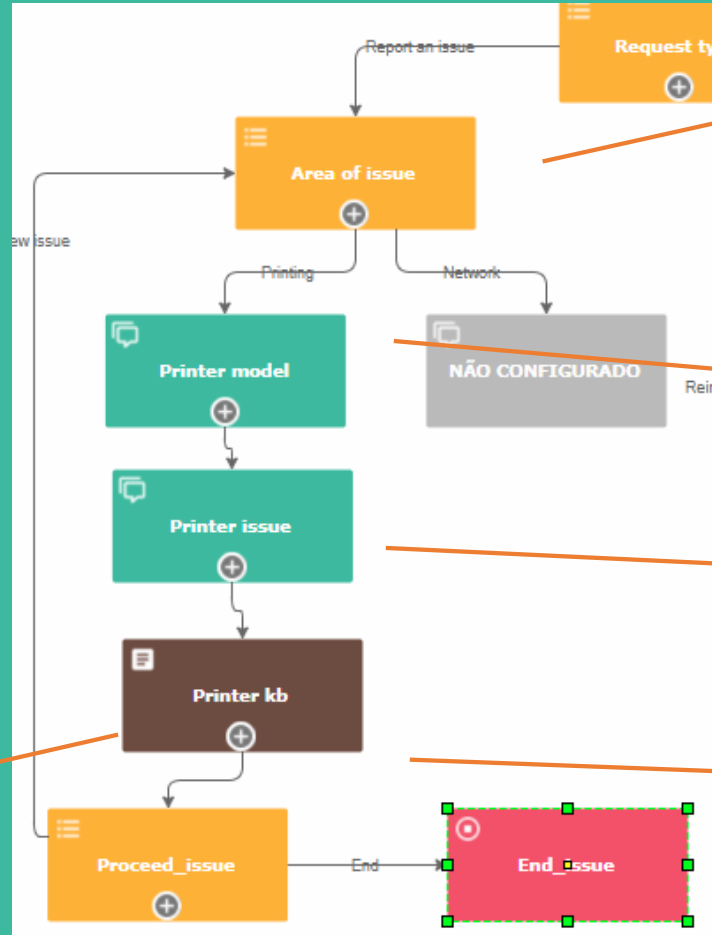 Report an issue
Request ty
Area of issue
ew issue
Printing
Network
Printer model
NÃO CONFIGURADO
Rein
Printer issue
Printer kb
Proceed_issue
End
End_issue